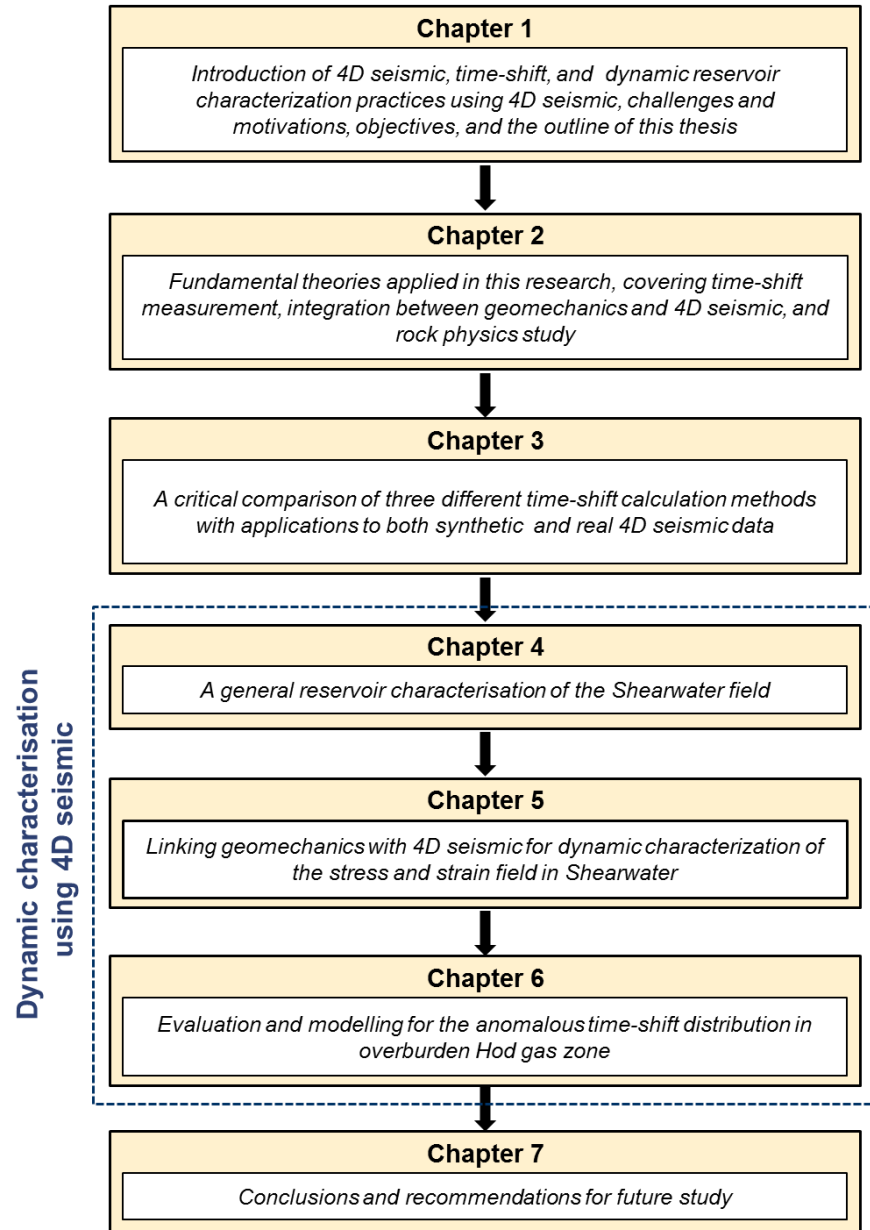 Chapter 1
Introduction of 4D seismic, time-shift, and dynamic reservoir
characterization practices using 4D seismic, challenges and
motivations, objectives, and the outline of this thesis
Chapter 2
Fundamental theories applied in this research, covering time-shift
measurement, integration between geomechanics and 4D seismic, and
rock physics study
Chapter 3
A critical comparison of three different time-shift calculation methods
with applications to both synthetic and real 4D seismic data
Dynamic characterisation
using 4D seismic
Chapter 4
A general reservoir characterisation of the Shearwater field
Chapter 5
Linking geomechanics with 4D seismic for dynamic characterization of
the stress and strain field in Shearwater
Chapter 6
Evaluation and modelling for the anomalous time-shift distribution in
overburden Hod gas zone
Chapter 7
Conclusions and recommendations for future study